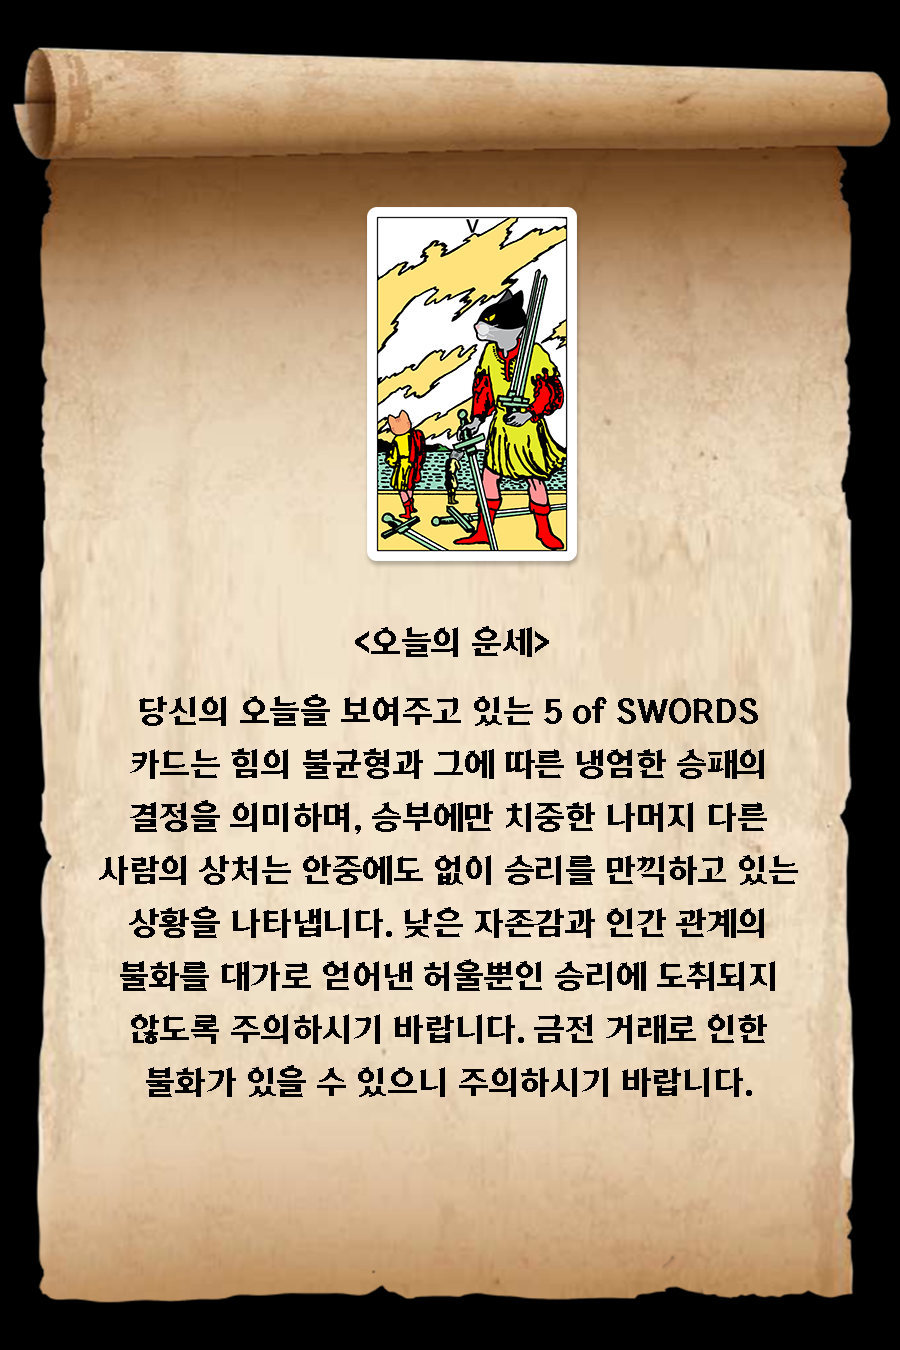 V
<오늘의 운세>
당신의 오늘을 보여주고 있는 5 of SWORDS
카드는 힘의 불균형과 그에 따른 냉엄한 승패의
결정을 의미하며, 승부에만 치중한 나머지 다른
사람의 상처는 안중에도 없이 승리를 만끽하고 있는
상황을 나타냅니다. 낮은 자존감과 인간 관계의
불화를 대가로 얻어낸 허울뿐인 승리에 도취되지
않도록 주의하시기 바랍니다. 금전 거래로 인한
불화가 있을 수 있으니 주의하시기 바랍니다.